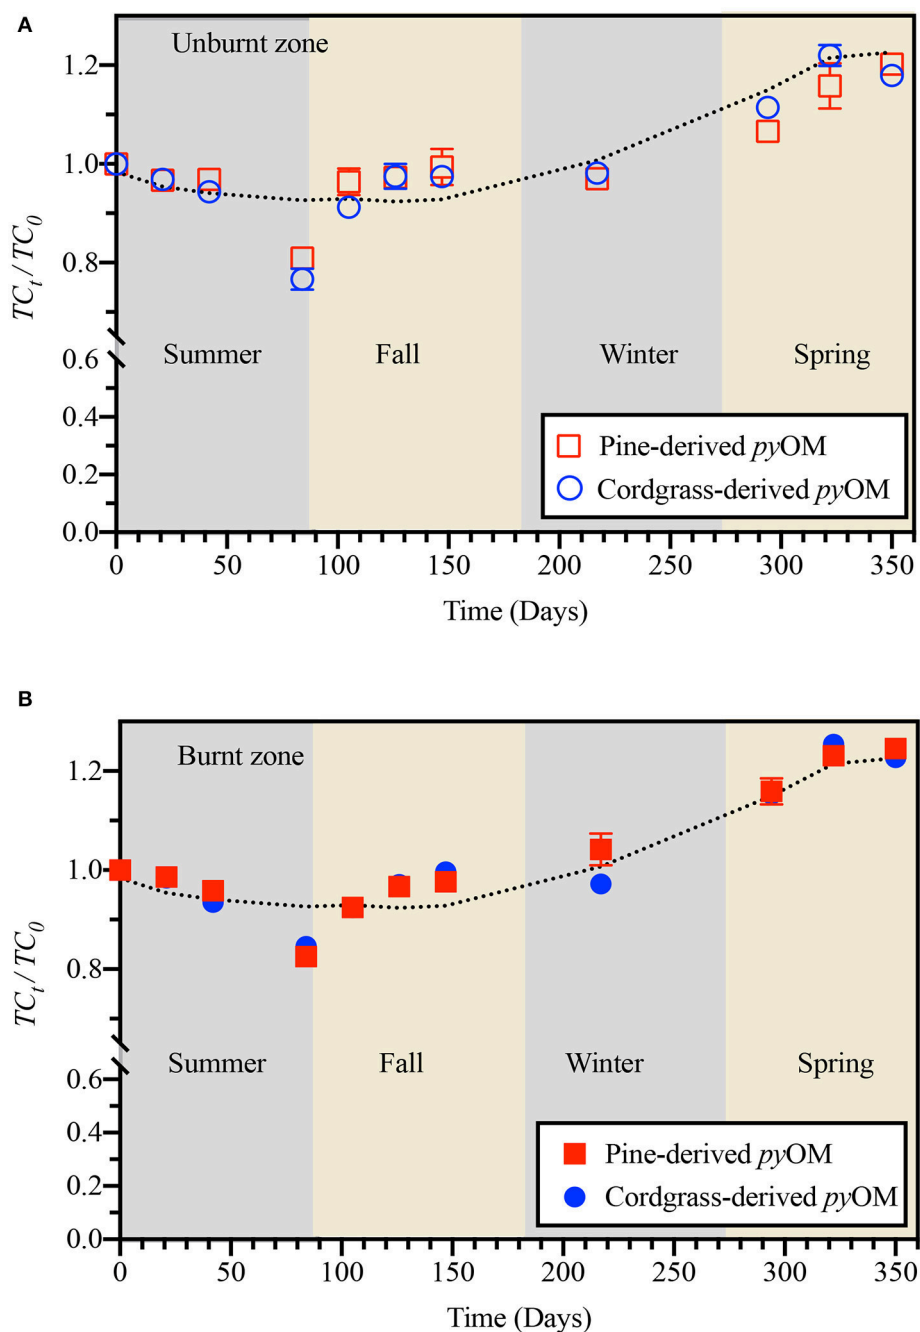 A
Unburnt zone
1.2
1.0
0.8
0.6
0.4
0.2
0.0
TCt / TC0
Summer Fall Winter Spring
Pine-derived pyOM
Cordgrass-derived pyOM
0 50 100 150 200 250 300 350
Time (Days)
B
Burnt zone
1.2
1.0
0.8
0.6
0.4
0.2
0.0
TCt / TC0
Summer Fall Winter Spring
Pine-derived pyOM
Cordgrass-derived pyOM
0 50 100 150 200 250 300 350
Time (Days)